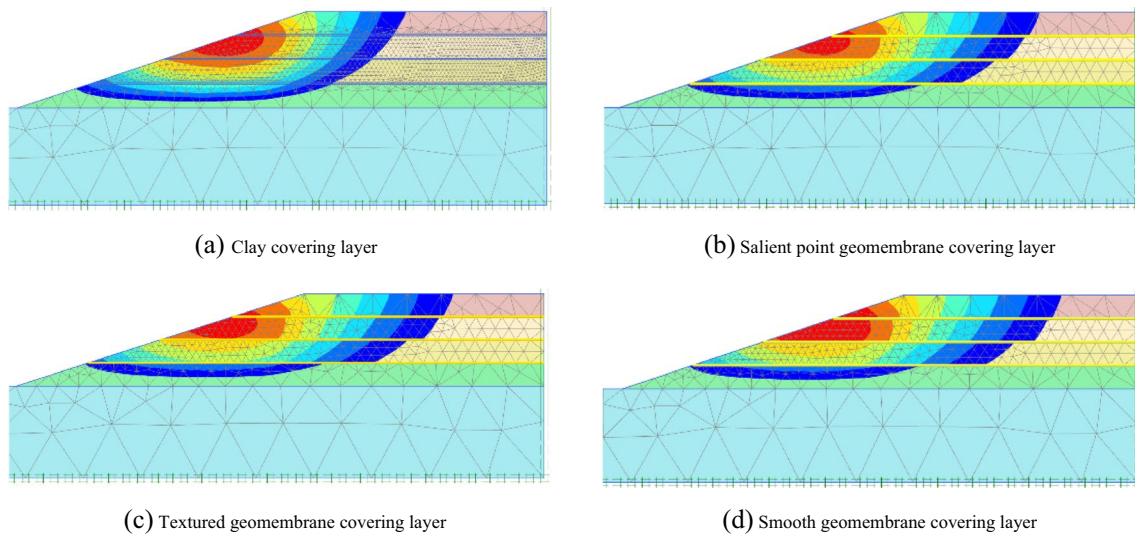 (a) Clay covering layer
(b) Salient point geomembrane covering layer
(c) Textured geomembrane covering layer
(d) Smooth geomembrane covering layer